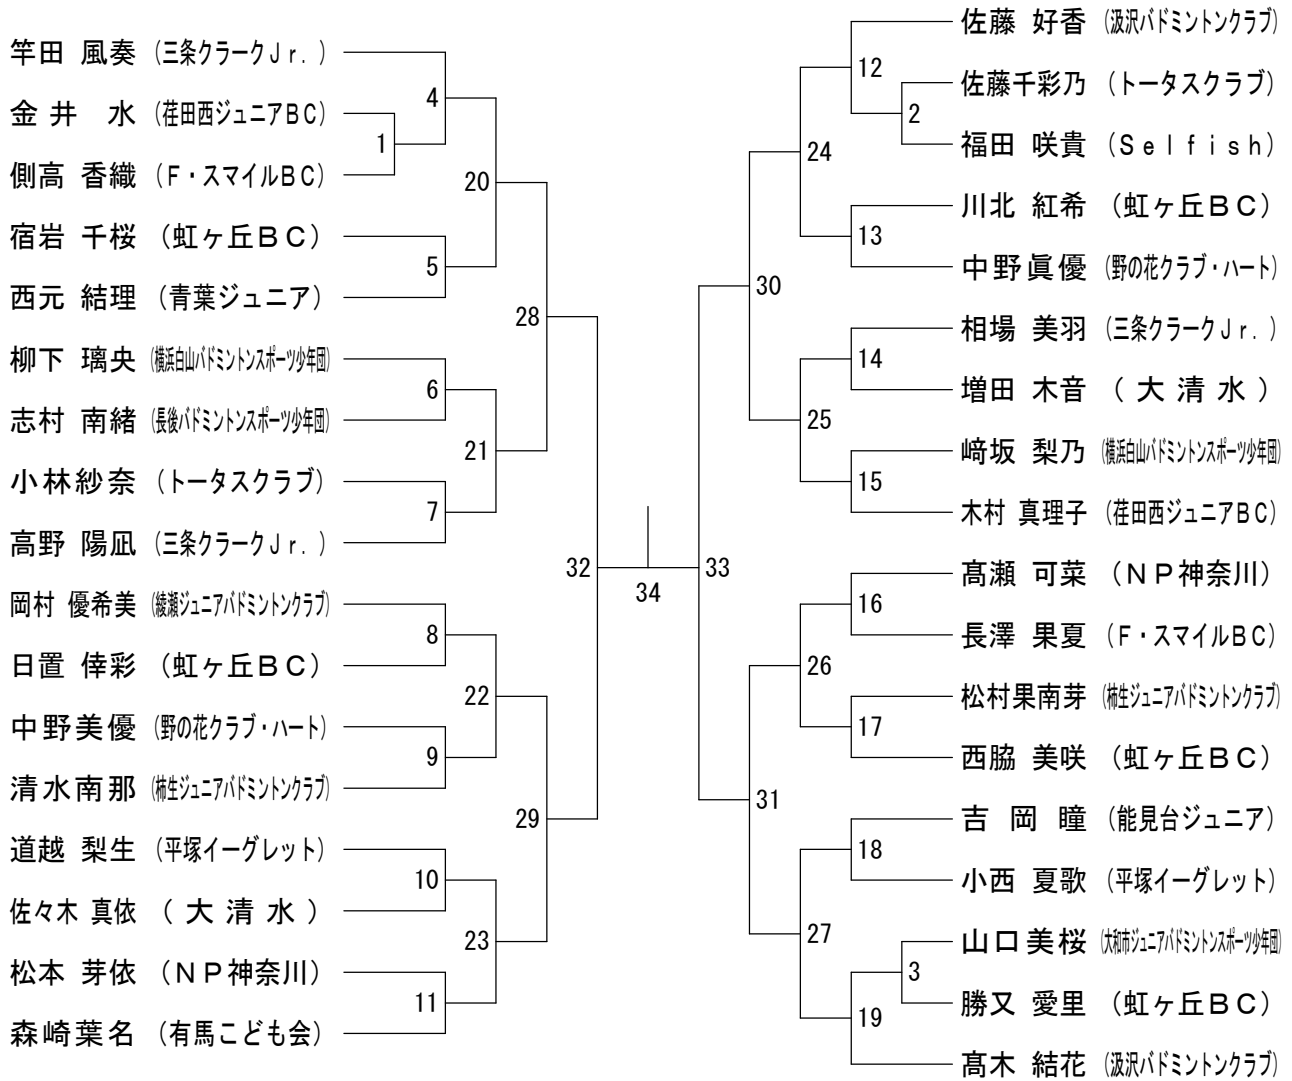 竿田 風奏 (三条クラークJr.)
金井 水 (荏田西ジュニアBC)
側高 香織 (F・スマイルBC)
宿岩 千桜 (虹ヶ丘BC)
西元 結理 (青葉ジュニア)
柳下 璃央 (横浜白山バドミントンスポーツ少年団)
志村 南緒 (長後バドミントンスポーツ少年団)
小林紗奈 (トータスクラブ)
高野 陽凪 (三条クラークJr.)
岡村 優希美 (綾瀬ジュニアバドミントンクラブ)
日置 倖彩 (虹ヶ丘BC)
中野美優 (野の花クラブ・ハート)
清水南那 (柿生ジュニアバドミントンクラブ)
道越 梨生 (平塚イーグレット)
佐々木 真依 (大清水)
松本 芽依 (NP神奈川)
森崎葉名 (有馬こども会)
4
1
20
5
28
6
21
7
32
8
22
9
29
10
23
11
34
33
12
2
24
13
30
14
25
15
16
26
17
31
18
27
3
19
佐藤 好香 (汲沢バドミントンクラブ)
佐藤千彩乃 (トータスクラブ)
福田 咲貴 (Selfish)
川北 紅希 (虹ヶ丘BC)
中野眞優 (野の花クラブ・ハート)
相場 美羽 (三条クラークJr.)
増田 木音 (大清水)
﨑坂 梨乃 (横浜白山バドミントンスポーツ少年団)
木村 真理子 (荏田西ジュニアBC)
髙瀬 可菜 (NP神奈川)
長澤 果夏 (F・スマイルBC)
松村果南芽 (柿生ジュニアバドミントンクラブ)
西脇 美咲 (虹ヶ丘BC)
吉岡 瞳 (能見台ジュニア)
小西 夏歌 (平塚イーグレット)
山口美桜 (大和市ジュニアバドミントンスポーツ少年団)
勝又 愛里 (虹ヶ丘BC)
髙木 結花 (汲沢バドミントンクラブ)